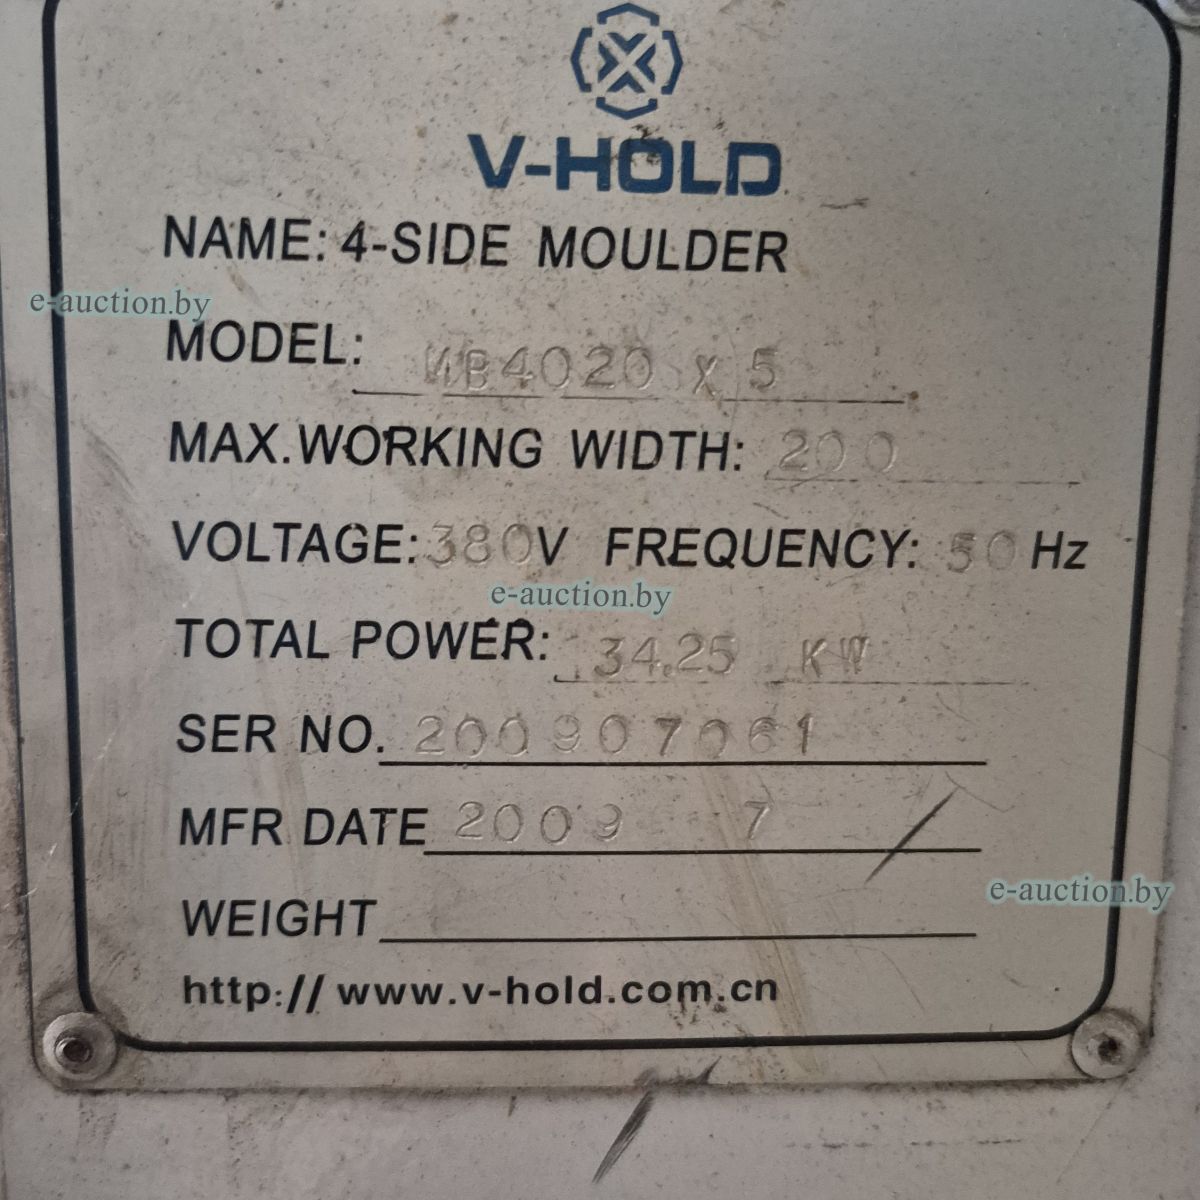 V-HOLD
NAME: 4-SIDE MOULDER
e-auction.by
MODEL: MB4020 X 5
MAX.WORKING WIDTH: 200
VOLTAGE: 380V FREQUENCY: 50 Hz
e-auction.by
TOTAL POWER: 34.25 KW
SER NO. 200907061
MFR DATE 2009 7
e-auction.by
WEIGHT
http://www.v-hold.com.cn